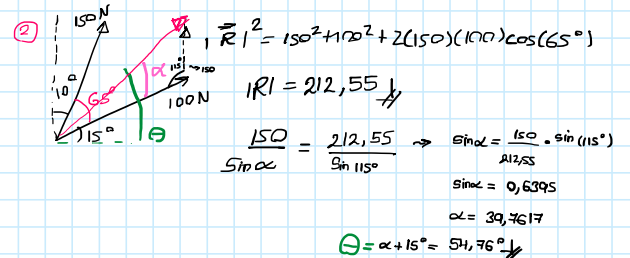 2
150N
10°
65°
α
115°
→150
100N
15°
θ
|R⃗|² = 150² + 100² + 2(150)(100)cos(65°)
|R| = 212,55
150/Sinα = 212,55/Sin 115° → sinα = 150/212,55 • sin(115°)
sinα = 0,6395
α = 39,7617
θ = α + 15° = 54,76°